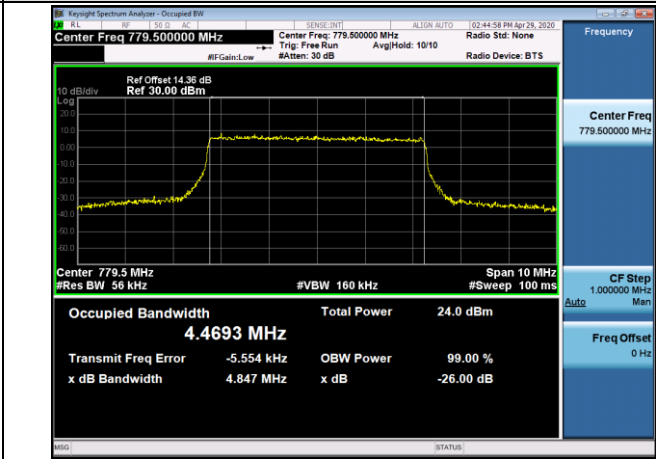 Keysight Spectrum Analyzer - Occupied BW
RL RF 50 Ω AC SENSE:INT ALIGN AUTO 02:44:58 PM Apr 29, 2020
Center Freq 779.500000 MHz Center Freq: 779.500000 MHz Radio Std: None
Trig: Free Run Avg|Hold: 10/10
#IFGain:Low #Atten: 30 dB Radio Device: BTS
Ref Offset 14.36 dB
10 dB/div Ref 30.00 dBm
Log
20.0
10.0
0.00
-10.0
-20.0
-30.0
-40.0
-50.0
-60.0
Center 779.5 MHz Span 10 MHz
#Res BW 56 kHz #VBW 160 kHz #Sweep 100 ms
Occupied Bandwidth Total Power 24.0 dBm
4.4693 MHz
Transmit Freq Error -5.554 kHz OBW Power 99.00 %
x dB Bandwidth 4.847 MHz x dB -26.00 dB
MSG STATUS
Frequency
Center Freq
779.500000 MHz
CF Step
1.000000 MHz
Auto Man
Freq Offset
0 Hz